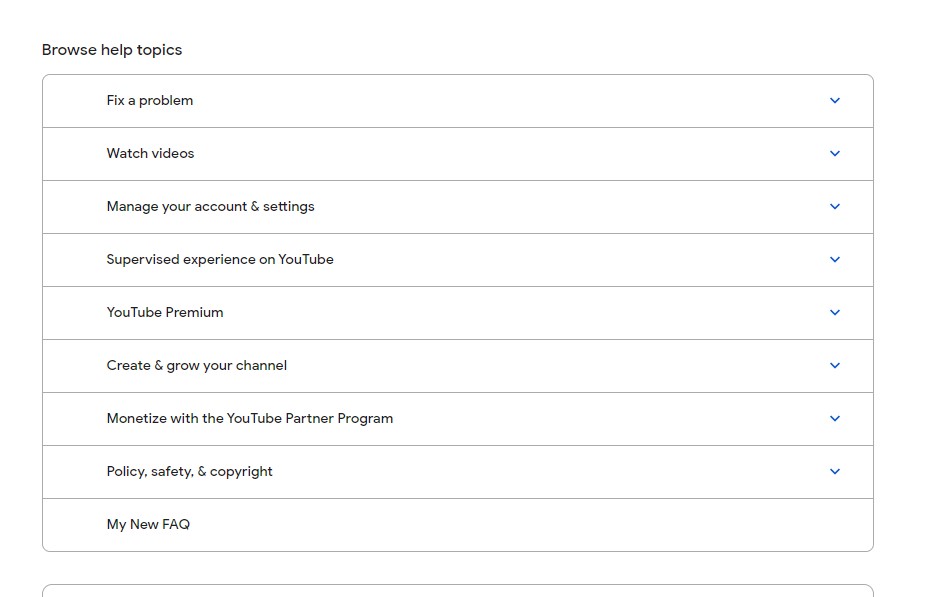 Browse help topics
Fix a problem
Watch videos
Manage your account & settings
Supervised experience on YouTube
YouTube Premium
Create & grow your channel
Monetize with the YouTube Partner Program
Policy, safety, & copyright
My New FAQ